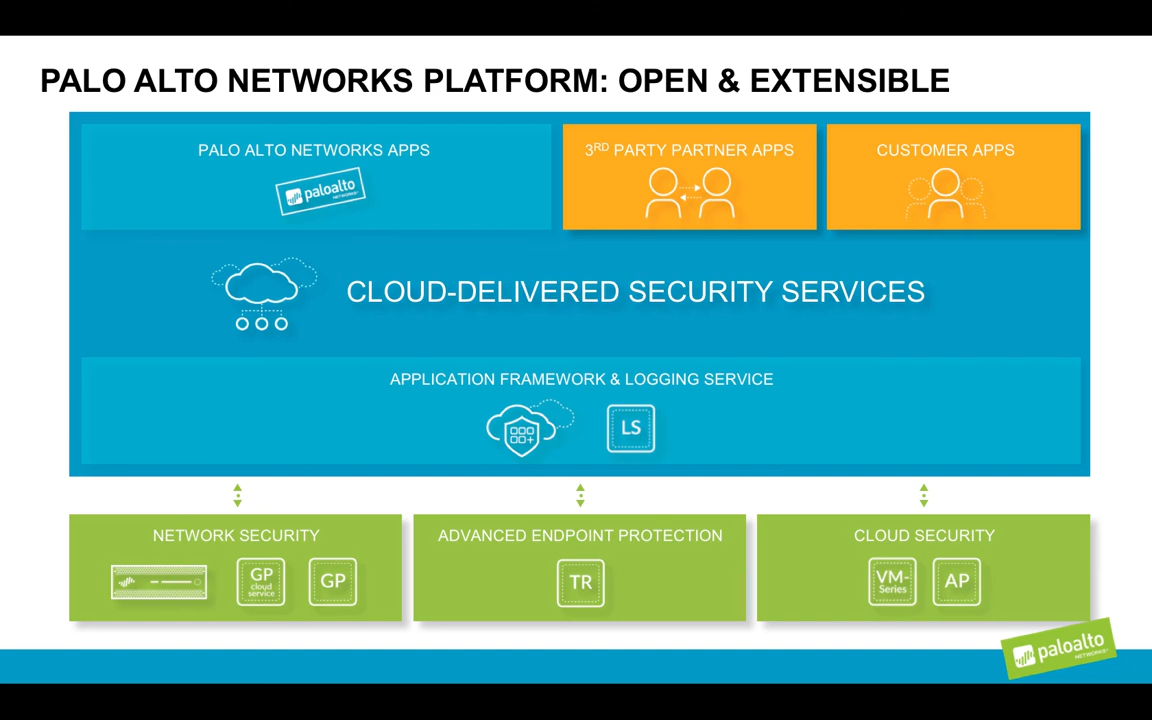 PALO ALTO NETWORKS PLATFORM: OPEN & EXTENSIBLE
PALO ALTO NETWORKS APPS
paloalto
NETWORKS
3RD PARTY PARTNER APPS
CUSTOMER APPS
CLOUD-DELIVERED SECURITY SERVICES
APPLICATION FRAMEWORK & LOGGING SERVICE
LS
NETWORK SECURITY
GP
cloud
service
GP
ADVANCED ENDPOINT PROTECTION
TR
CLOUD SECURITY
VM-
Series
AP
paloalto
NETWORKS